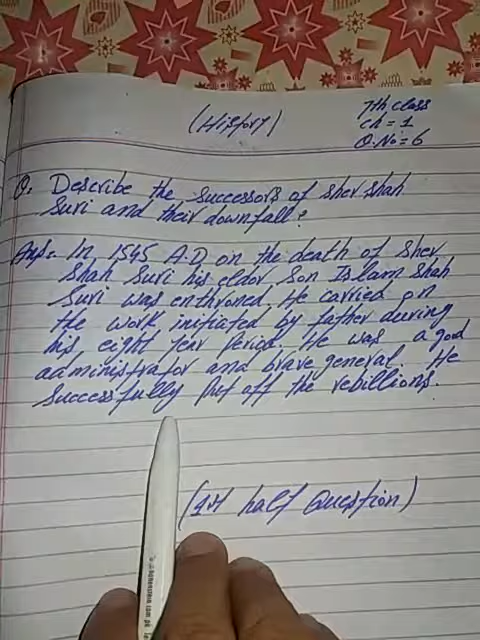 (History)
7th class
Ch = 1
Q.No = 6
Q. Describe the successors of Sher Shah
Suri and their downfall?
Ans. In 1545 A.D on the death of Sher
Shah Suri his elder Son Islam Shah
Suri was enthroned. He carried on
the work initiated by father during
his eight year period. He was a good
administrator and brave general. He
successfully put off the rebillions.
(1st half Question)